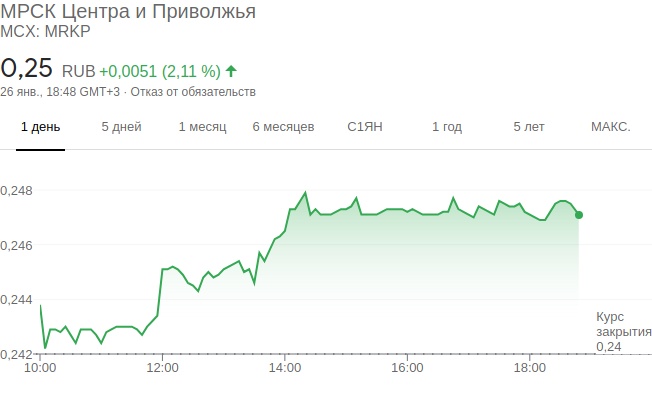 МРСК Центра и Приволжья
MCX: MRKP
0,25 RUB +0,0051 (2,11 %)
26 янв., 18:48 GMT+3 · Отказ от обязательств
1 день 5 дней 1 месяц 6 месяцев С1ЯН 1 год 5 лет МАКС.
0,248
0,246
0,244
Курс
закрытия
0,24
0,242
10:00 12:00 14:00 16:00 18:00